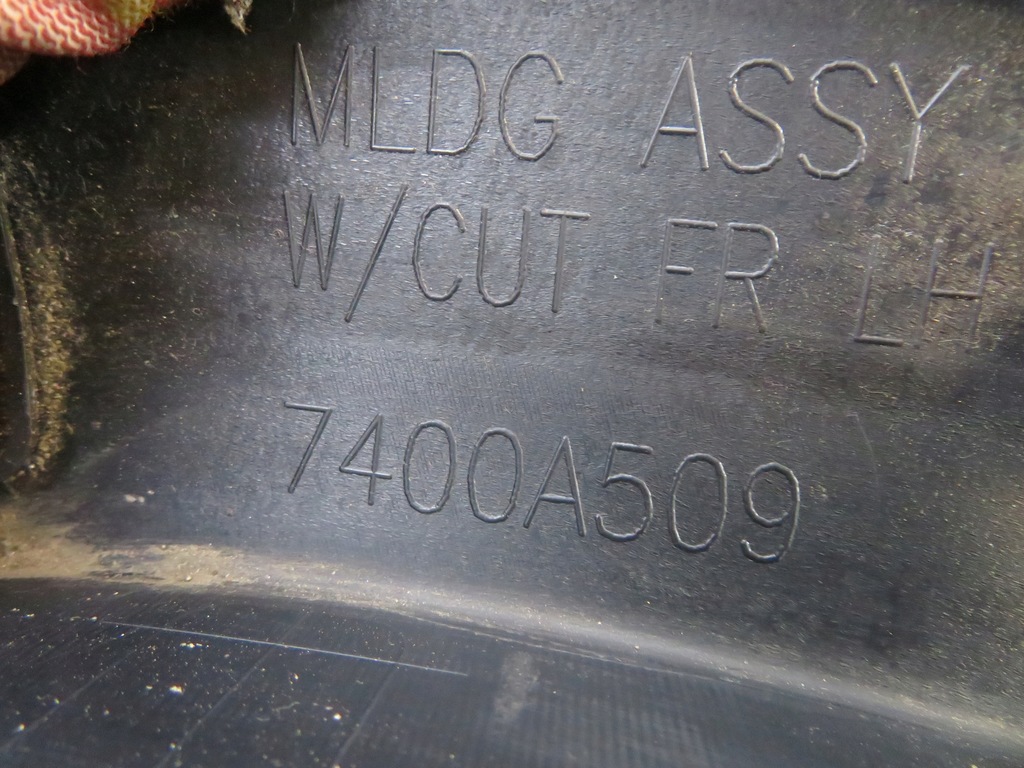 MLDG ASSY
W/CUT FR LH
7400A509